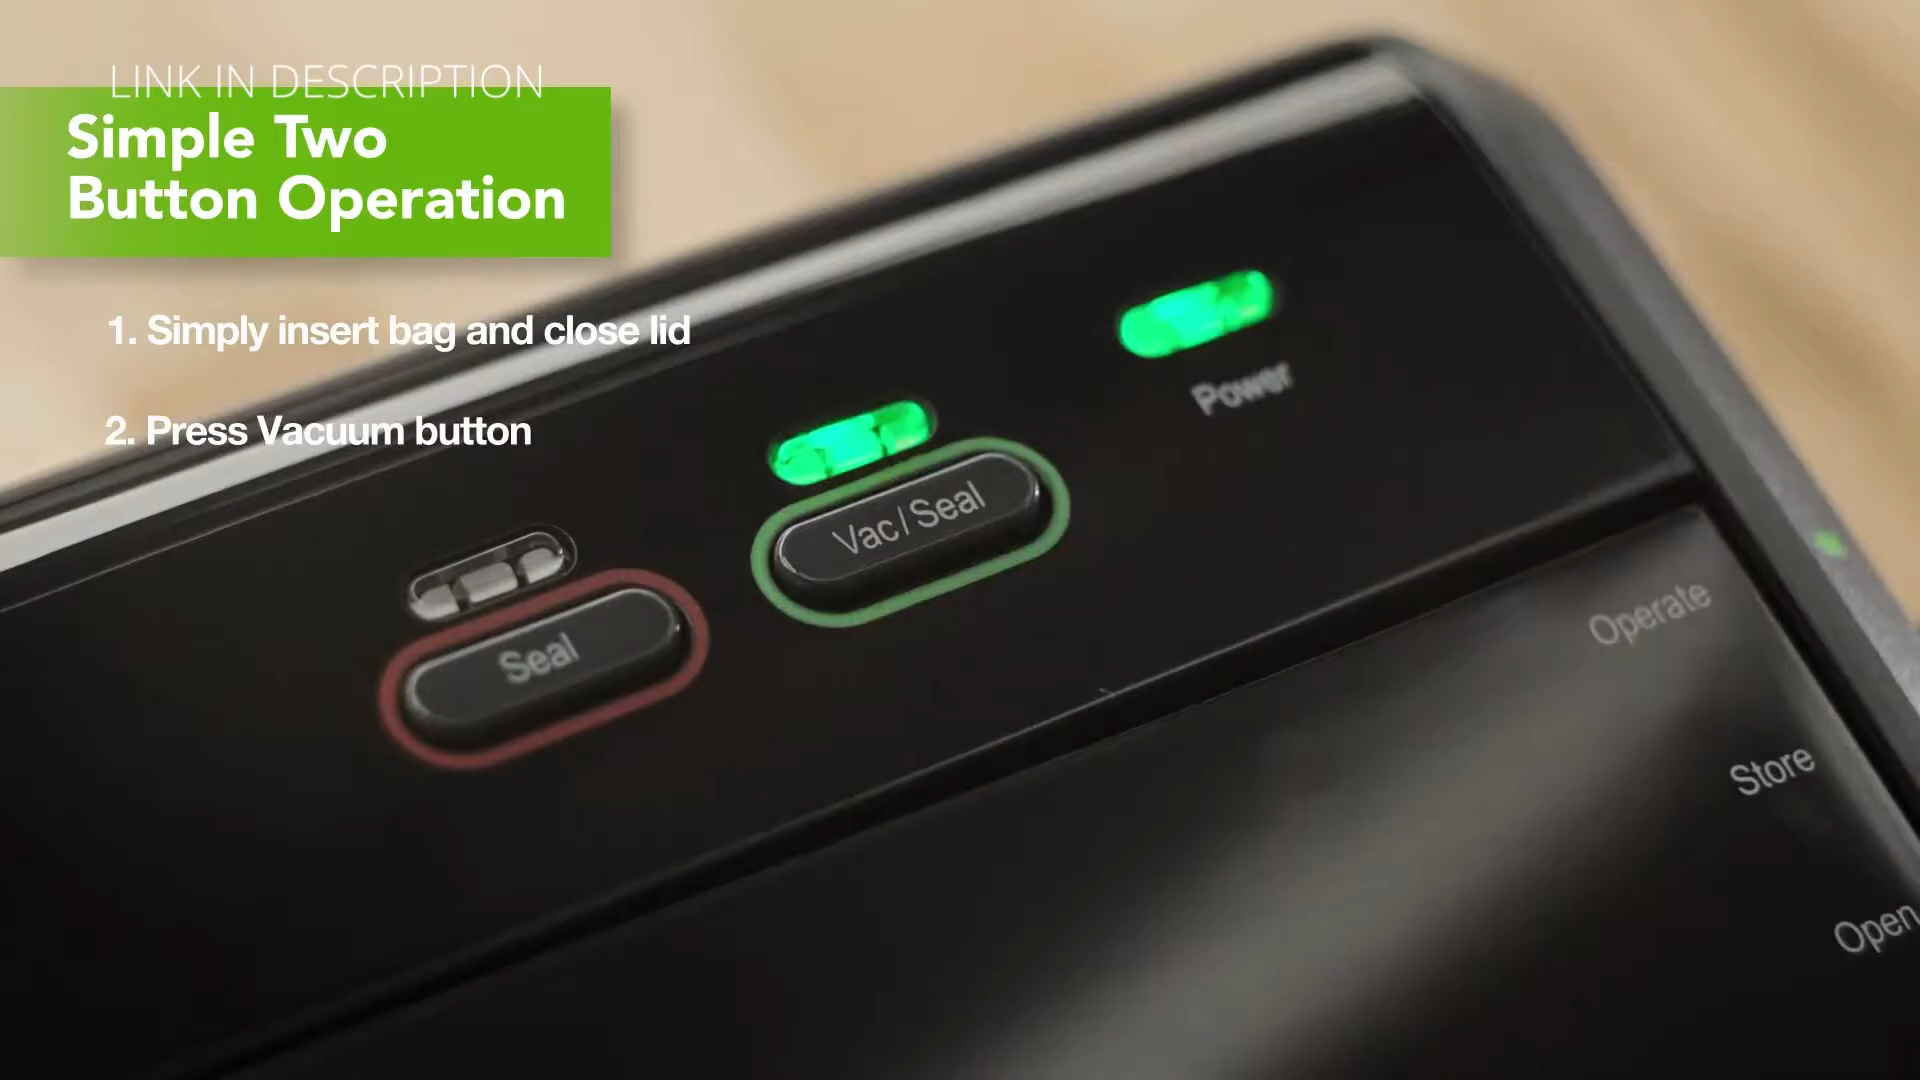 LINK IN DESCRIPTION
Simple Two
Button Operation
1. Simply insert bag and close lid
2. Press Vacuum button
Power
Vac/Seal
Seal
Operate
Store
Open